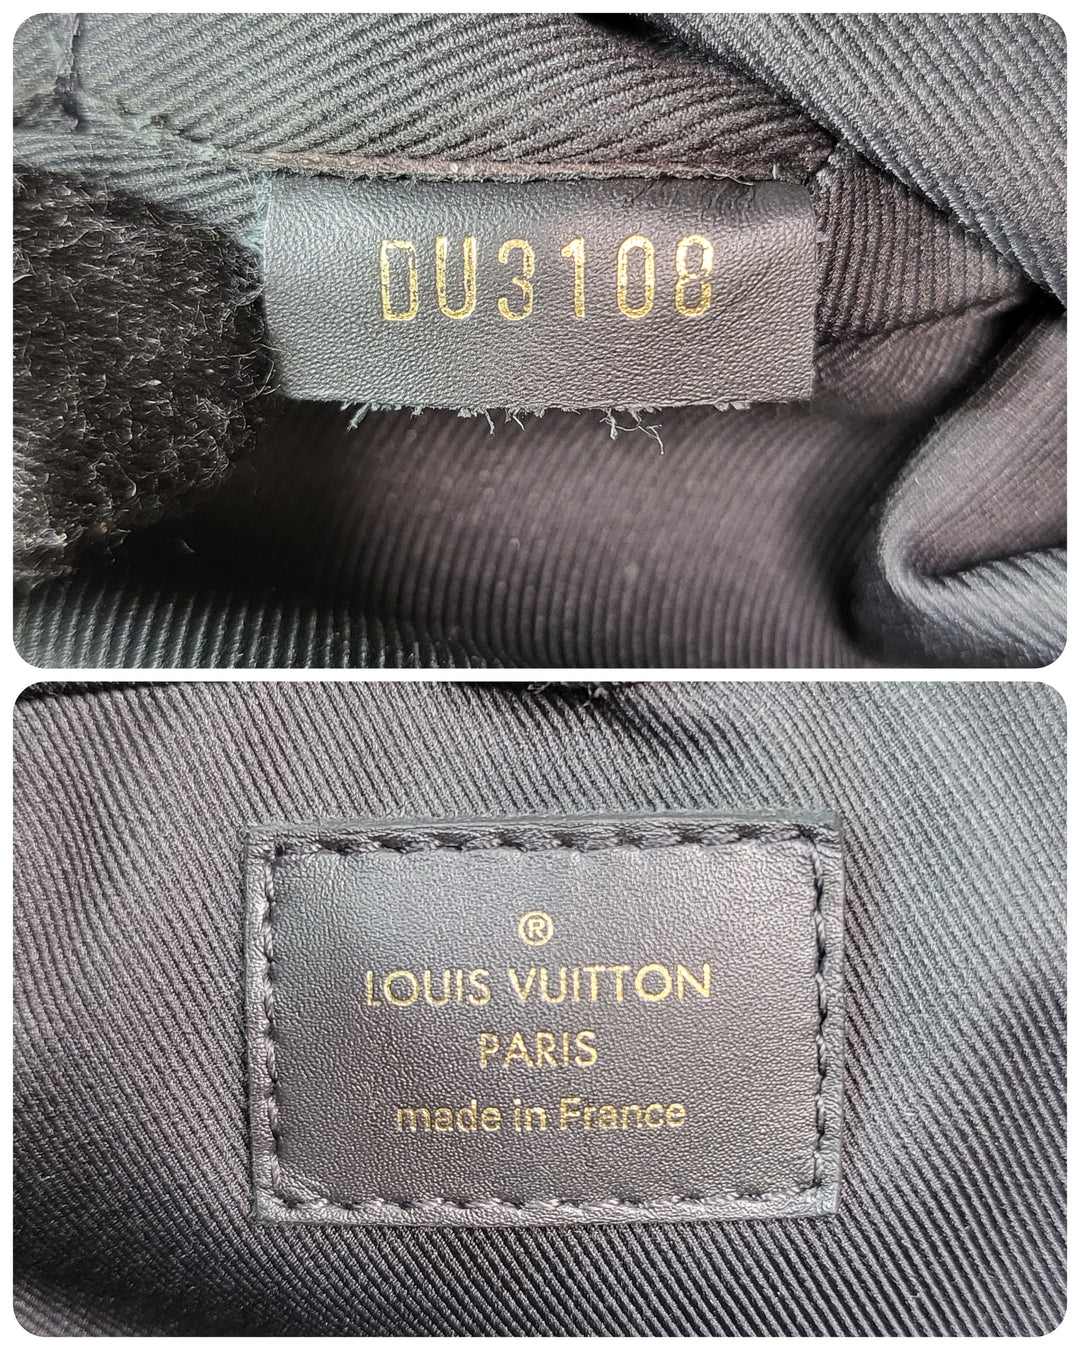 DU3108
®
LOUIS VUITTON
PARIS
made in France